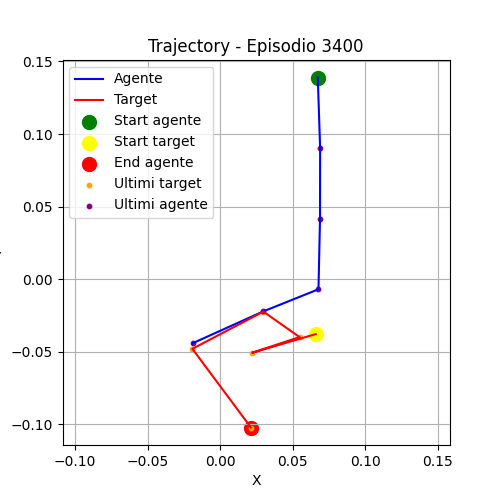 Trajectory - Episodio 3400
Agente
Target
Start agente
Start target
End agente
Ultimi target
Ultimi agente
0.15
0.10
0.05
0.00
−0.05
−0.10
−0.10
−0.05
0.00
0.05
0.10
0.15
X